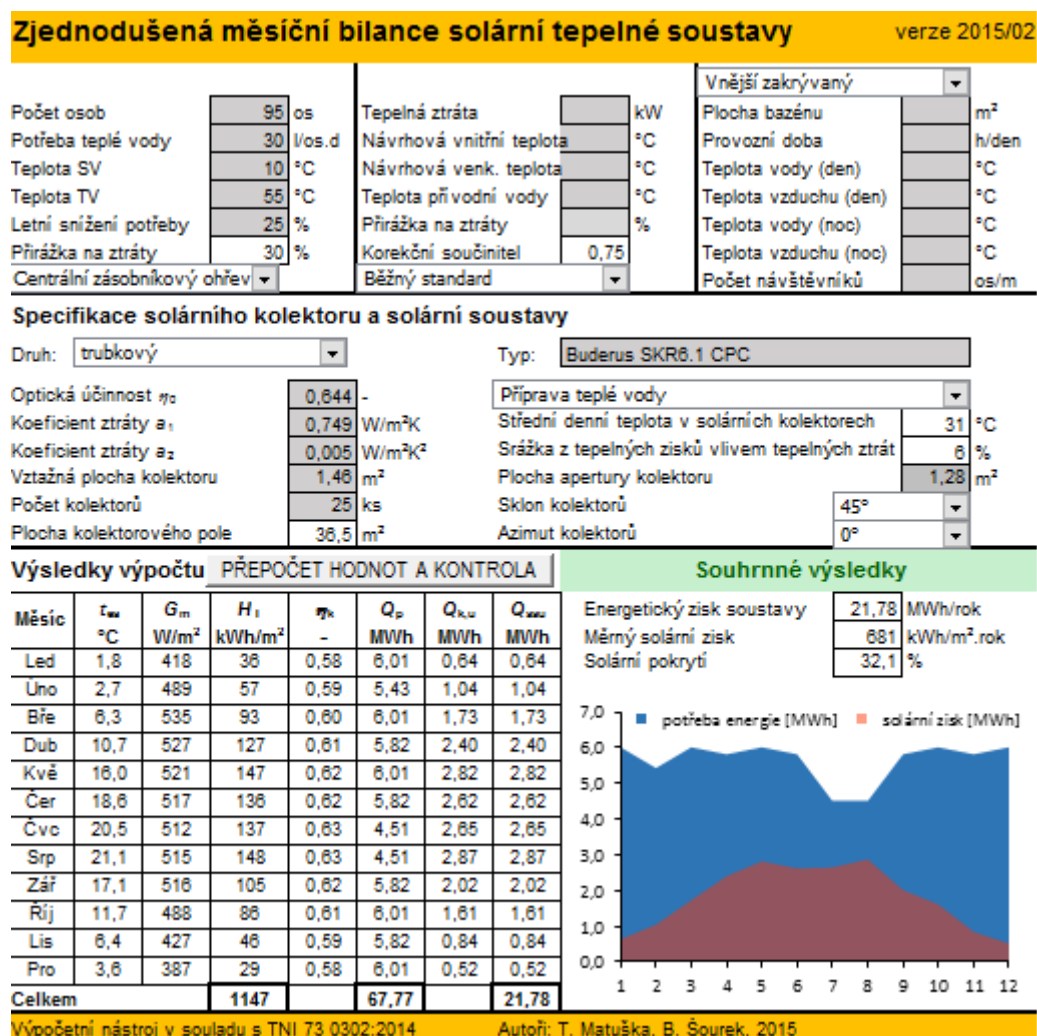 Zjednodušená měsíční bilance solární tepelné soustavy verze 2015/02
Vnější zakrývaný
Počet osob 95 os Tepelná ztráta kW Plocha bazénu m²
Potřeba teplé vody 30 l/os.d Návrhová vnitřní teplota °C Provozní doba h/den
Teplota SV 10 °C Návrhová venk. teplota °C Teplota vody (den) °C
Teplota TV 55 °C Teplota přívodní vody °C Teplota vzduchu (den) °C
Letní snížení potřeby 25 % Přirážka na ztráty % Teplota vody (noc) °C
Přirážka na ztráty 30 % Korekční součinitel 0,75 Teplota vzduchu (noc) °C
Centrální zásobníkový ohřev Běžný standard Počet návštěvníků os/m
Specifikace solárního kolektoru a solární soustavy
Druh: trubkový Typ: Buderus SKR6.1 CPC
Optická účinnost η₀ 0,644 - Příprava teplé vody
Koeficient ztráty a₁ 0,749 W/m²K Střední denní teplota v solárních kolektorech 31 °C
Koeficient ztráty a₂ 0,005 W/m²K² Srážka z tepelných zisků vlivem tepelných ztrát 6 %
Vztažná plocha kolektoru 1,46 m² Plocha apertury kolektoru 1,28 m²
Počet kolektorů 25 ks Sklon kolektorů 45°
Plocha kolektorového pole 36,5 m² Azimut kolektorů 0°
Výsledky výpočtu PŘEPOČET HODNOT A KONTROLA Souhrnné výsledky
Měsíc Gm HT ηk Qp Qk,u
°C W/m² kWh/m² - MWh MWh MWh
Led 1,8 418 36 0,58 6,01 0,64 0,64
Úno 2,7 489 57 0,59 5,43 1,04 1,04
Bře 6,3 535 93 0,60 6,01 1,73 1,73
Dub 10,7 527 127 0,61 5,82 2,40 2,40
Kvě 16,0 521 147 0,62 6,01 2,82 2,82
Čer 18,6 517 136 0,62 5,82 2,62 2,62
Čvc 20,5 512 137 0,63 4,51 2,65 2,65
Srp 21,1 515 148 0,63 4,51 2,87 2,87
Zář 17,1 516 105 0,62 5,82 2,02 2,02
Říj 11,7 488 86 0,61 6,01 1,61 1,61
Lis 6,4 427 46 0,59 5,82 0,84 0,84
Pro 3,6 387 29 0,58 6,01 0,52 0,52
Celkem 1147 67,77 21,78
Energetický zisk soustavy 21,78 MWh/rok
Měrný solární zisk 681 kWh/m².rok
Solární pokrytí 32,1 %
potřeba energie [MWh] solární zisk [MWh]
7,0
6,0
5,0
4,0
3,0
2,0
1,0
0,0
1 2 3 4 5 6 7 8 9 10 11 12
Výpočetní nástroj v souladu s TNI 73 0302:2014 Autoři: T. Matuška, B. Šourek, 2015